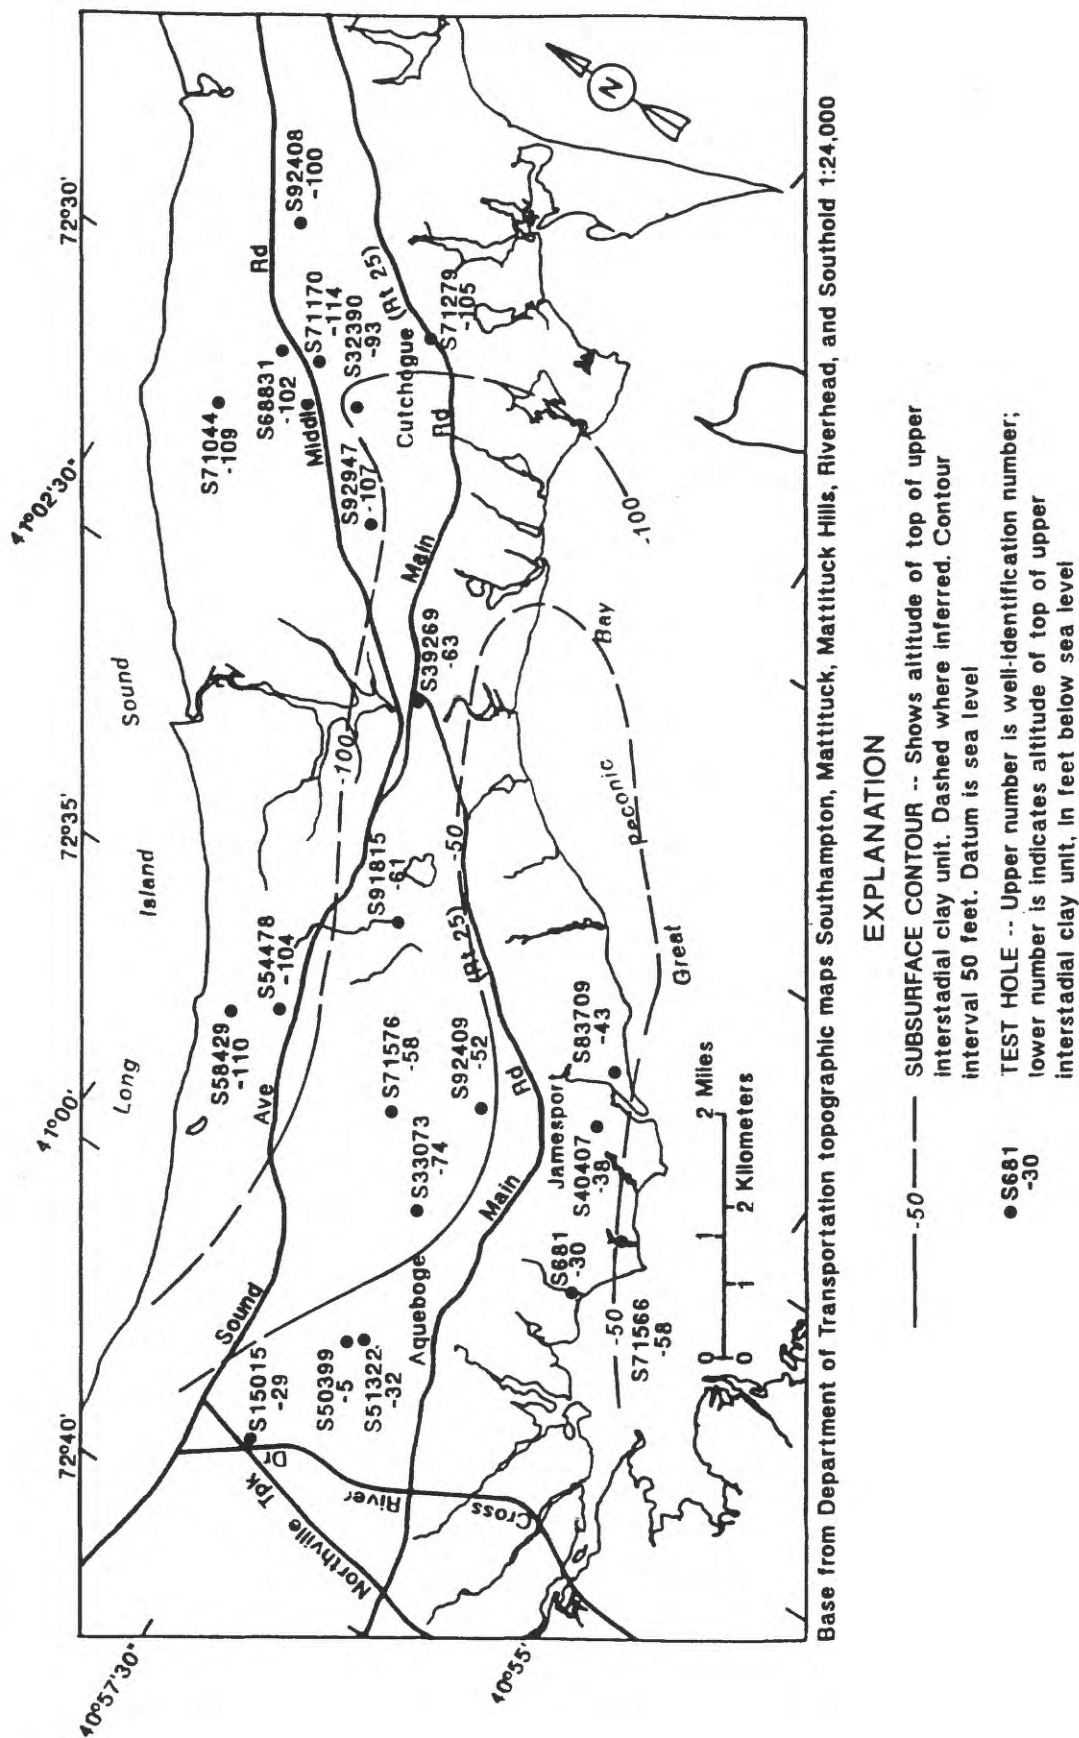 72°40'
72°35'
72°30'
40°57'30"
41°00'
41°02'30"
40°55'
Long
Island
Sound
S58429
-110
S54478
-104
S71044
-109
S68831
-102
S71170
-114
S92408
-100
S32390
-93
S92947
-107
S71279
-105
S39269
-63
S91815
-61
S71576
-58
S92409
-52
S33073
-74
S83709
-43
S40407
-38
S681
-30
S71566
-58
S15015
-29
S50399
-5
S51322
-32
Sound
Ave
Middle
Rd
Main
Rd
(Rt 25)
Cutchogue
Main
Rd
(Rt 25)
Aqueboge
Jamespor
Northville
Tpk
Cross
River
Dr
Great
Peconic
Bay
-100
-100
-50
-50
N
0
1
2 Miles
0
1
2 Kilometers
Base from Department of Transportation topographic maps Southampton, Mattituck, Mattituck Hills, Riverhead, and Southold 1:24,000
EXPLANATION
-50
SUBSURFACE CONTOUR -- Shows altitude of top of upper
interstadial clay unit. Dashed where inferred. Contour
interval 50 feet. Datum is sea level
S681
-30
TEST HOLE -- Upper number is well-identification number;
lower number is indicates altitude of top of upper
interstadial clay unit, in feet below sea level